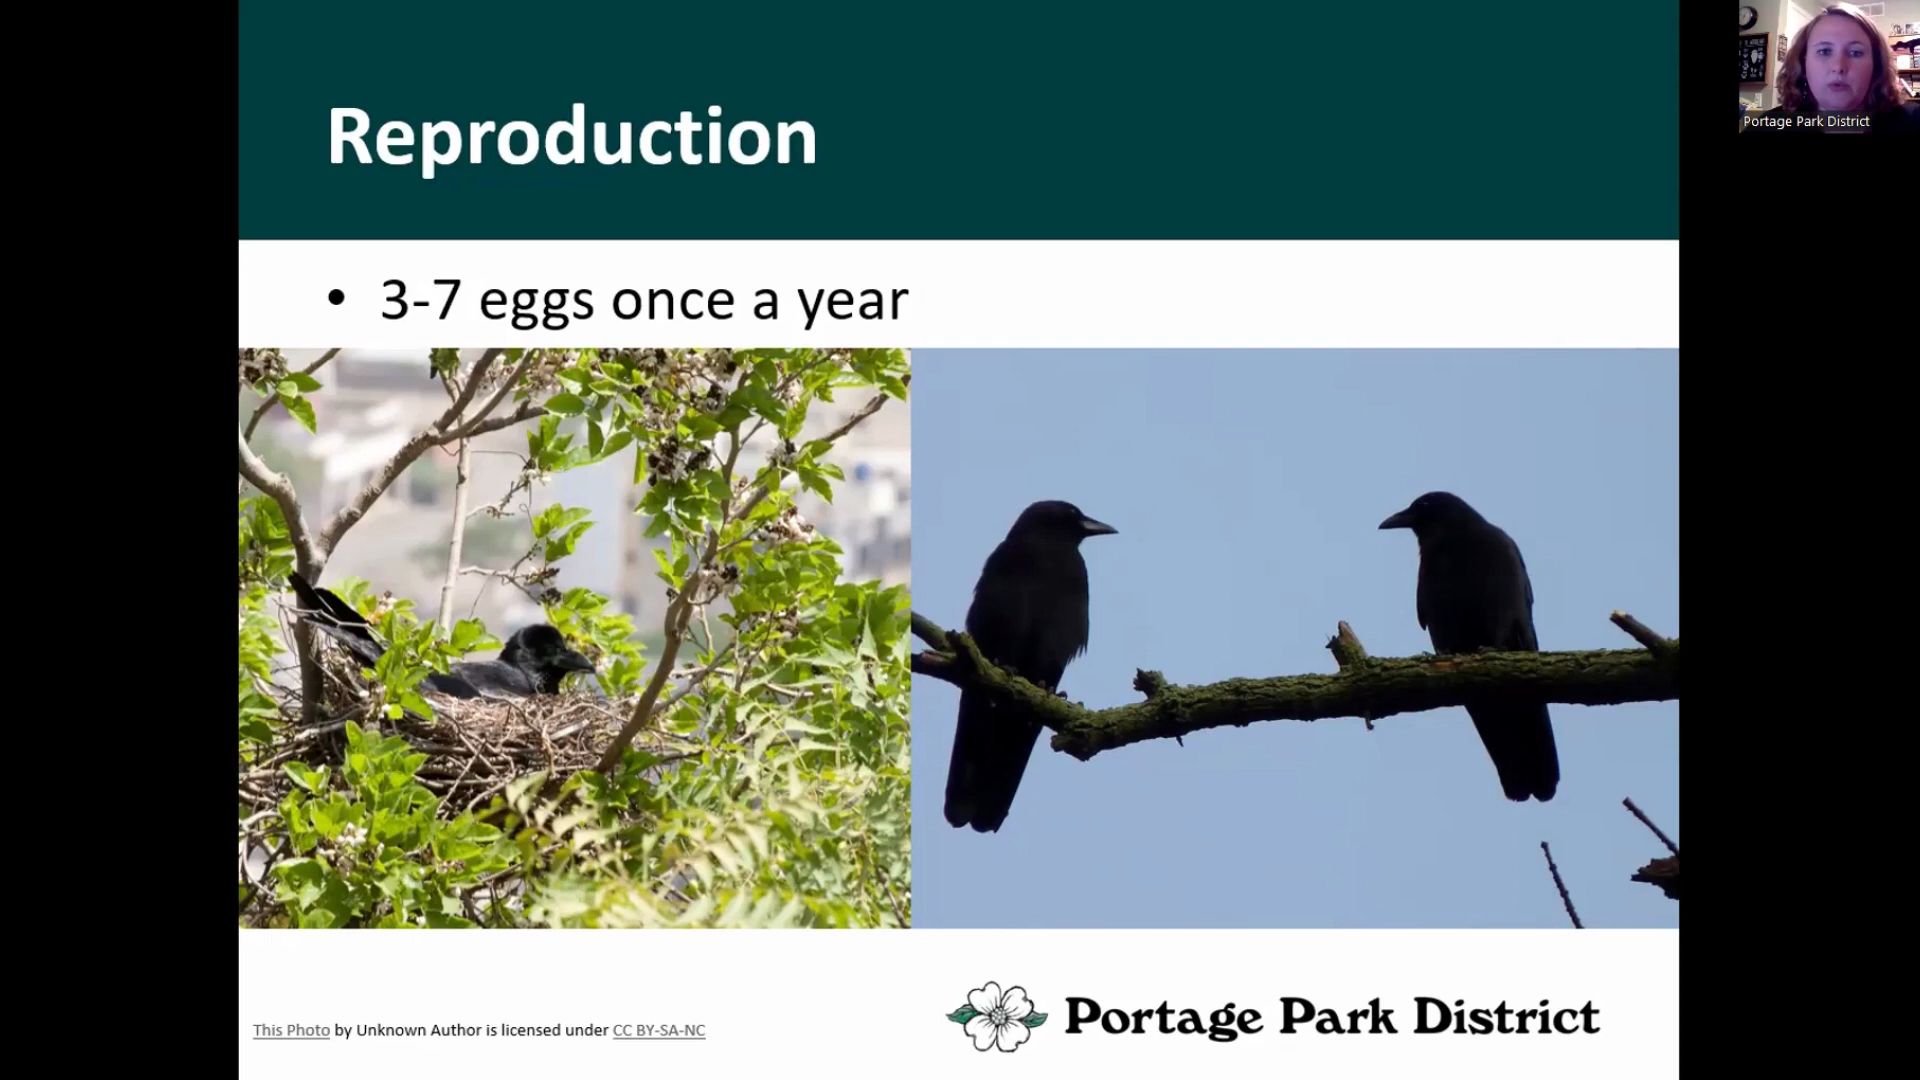 Reproduction
• 3-7 eggs once a year
Portage Park District
This Photo by Unknown Author is licensed under CC BY-SA-NC
Portage Park District